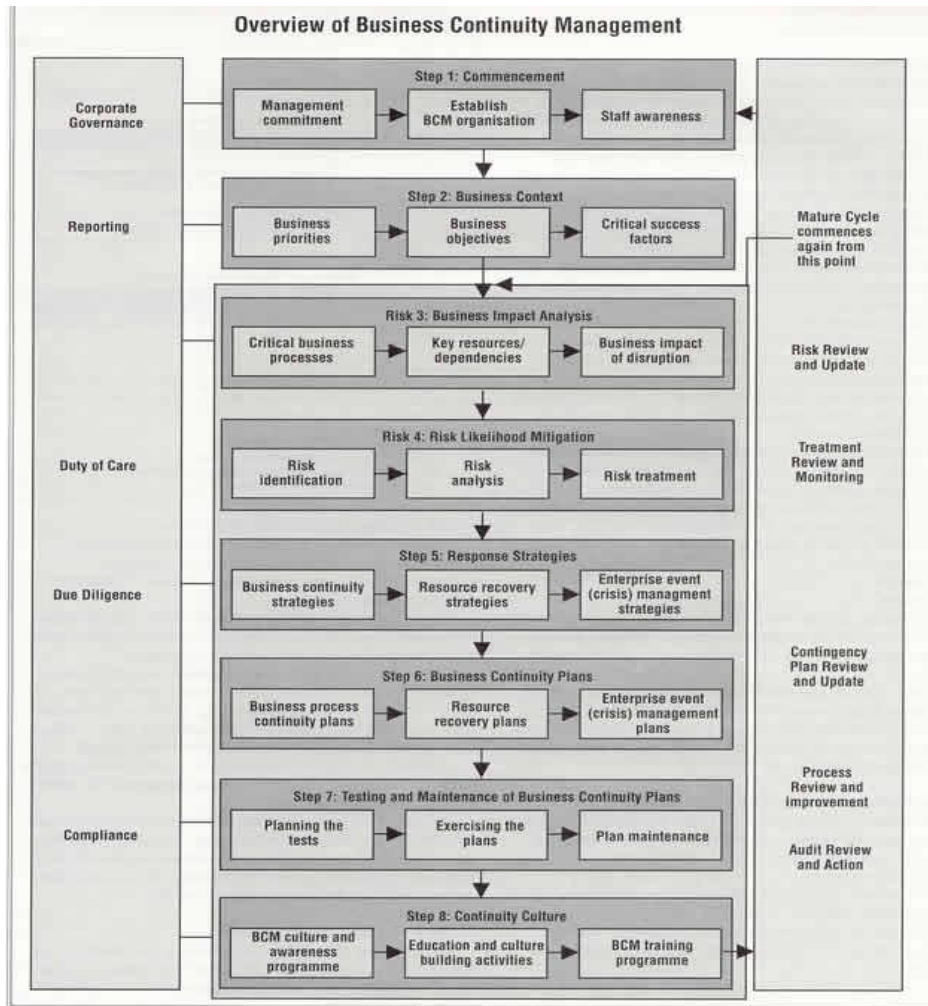 Overview of Business Continuity Management
Corporate
Governance
Reporting
Duty of Care
Due Diligence
Compliance
Step 1: Commencement
Management
commitment
Establish
BCM organisation
Staff awareness
Step 2: Business Context
Business
priorities
Business
objectives
Critical success
factors
Risk 3: Business Impact Analysis
Critical business
processes
Key resources/
dependencies
Business impact
of disruption
Risk 4: Risk Likelihood Mitigation
Risk
identification
Risk
analysis
Risk treatment
Step 5: Response Strategies
Business continuity
strategies
Resource recovery
strategies
Enterprise event
(crisis) managment
strategies
Step 6: Business Continuity Plans
Business process
continuity plans
Resource
recovery plans
Enterprise event
(crisis) management
plans
Step 7: Testing and Maintenance of Business Continuity Plans
Planning the
tests
Exercising the
plans
Plan maintenance
Step 8: Continuity Culture
BCM culture and
awareness
programme
Education and culture
building activities
BCM training
programme
Mature Cycle
commences
again from
this point
Risk Review
and Update
Treatment
Review and
Monitoring
Contingency
Plan Review
and Update
Process
Review and
Improvement
Audit Review
and Action